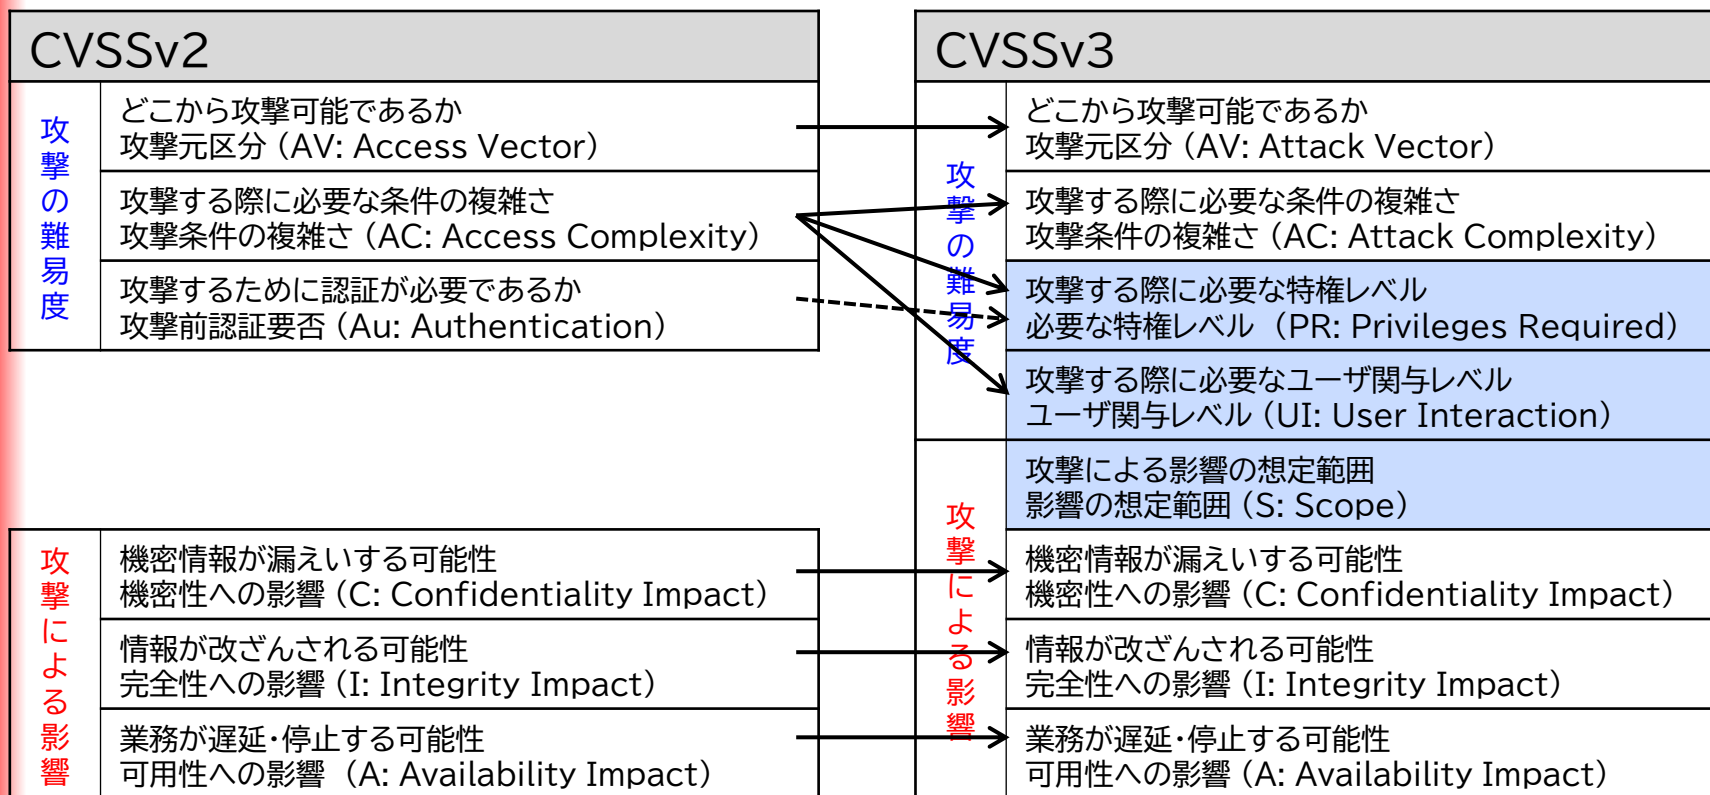 CVSSv2
攻撃の難易度
どこから攻撃可能であるか
攻撃元区分 (AV: Access Vector)
攻撃する際に必要な条件の複雑さ
攻撃条件の複雑さ (AC: Access Complexity)
攻撃するために認証が必要であるか
攻撃前認証要否 (Au: Authentication)
攻撃による影響
機密情報が漏えいする可能性
機密性への影響 (C: Confidentiality Impact)
情報が改ざんされる可能性
完全性への影響 (I: Integrity Impact)
業務が遅延・停止する可能性
可用性への影響 (A: Availability Impact)
CVSSv3
攻撃の難易度
どこから攻撃可能であるか
攻撃元区分 (AV: Attack Vector)
攻撃する際に必要な条件の複雑さ
攻撃条件の複雑さ (AC: Attack Complexity)
攻撃する際に必要な特権レベル
必要な特権レベル (PR: Privileges Required)
攻撃する際に必要なユーザ関与レベル
ユーザ関与レベル (UI: User Interaction)
攻撃による影響
攻撃による影響の想定範囲
影響の想定範囲 (S: Scope)
機密情報が漏えいする可能性
機密性への影響 (C: Confidentiality Impact)
情報が改ざんされる可能性
完全性への影響 (I: Integrity Impact)
業務が遅延・停止する可能性
可用性への影響 (A: Availability Impact)